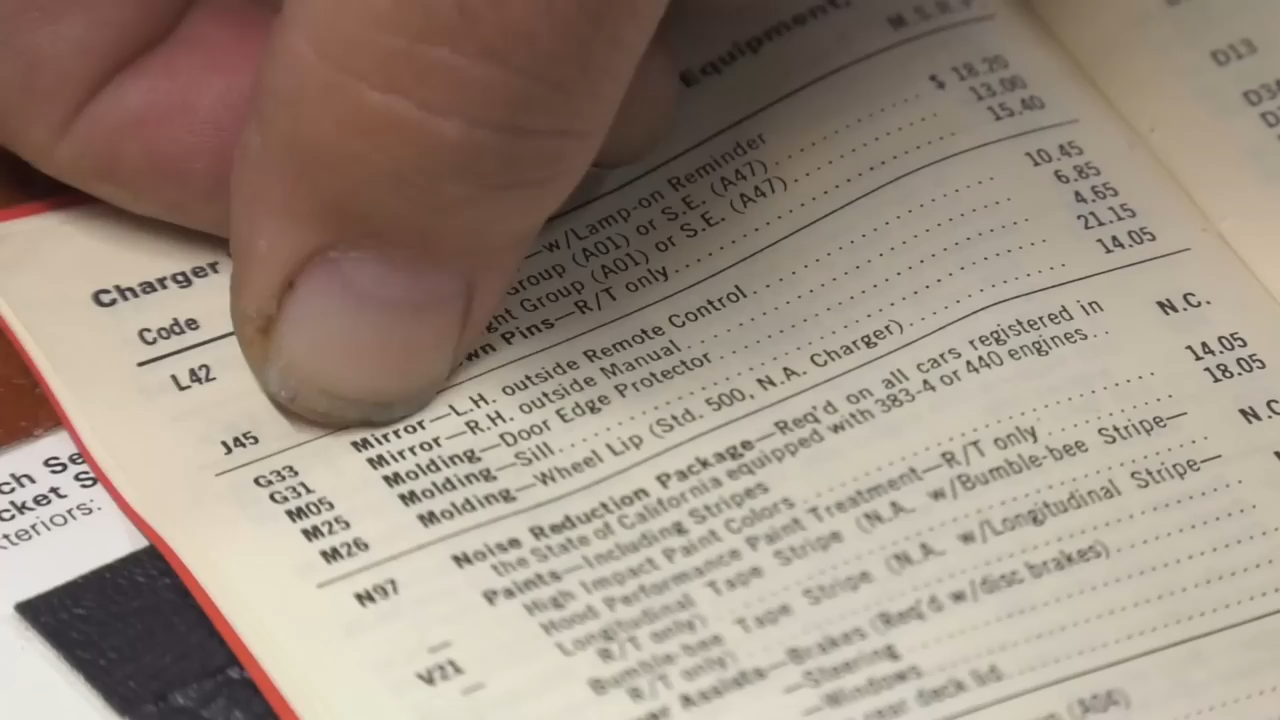 Equipment,
M.S.R.P
Charger
Code
L42 w/Lamp-on Reminder $ 18.20
Group (A01) or S.E. (A47) 13.00
ght Group (A01) or S.E. (A47) 15.40
J45 wn Pins—R/T only
G33 Mirror—L.H. outside Remote Control 10.45
G31 Mirror—R.H. outside Manual 6.85
M05 Molding—Door Edge Protector 4.65
M25 Molding—Sill 21.15
M26 Molding—Wheel Lip (Std. 500, N.A. Charger) 14.05
N97 Noise Reduction Package—Req'd on all cars registered in
the State of California equipped with 383-4 or 440 engines. N.C.
Paints—Including Stripes
High Impact Paint Colors 14.05
V21 Hood Performance Paint Treatment—R/T only 18.05
Longitudinal Tape Stripe (N.A. w/Bumble-bee Stripe—
R/T only) N.C
Bumble-bee Tape Stripe (N.A. w/Longitudinal Stripe—
R/T only)
Assists—Brakes (Req'd w/disc brakes)
—Steering
—Windows
deck lid
(A04)
D13
ch Se
cket S
teriors: